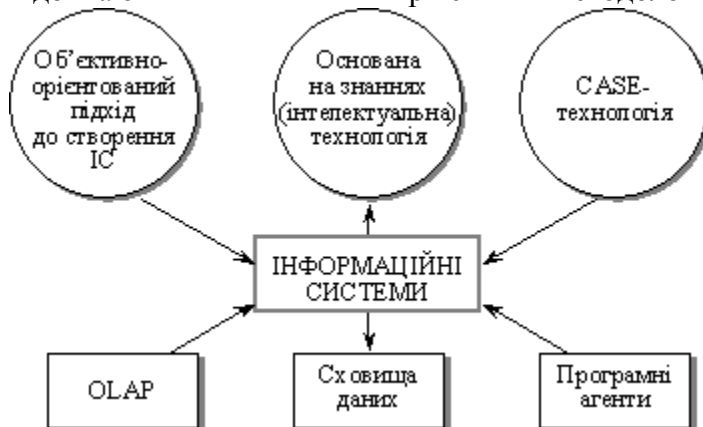 Об’єктивно-
орієнтований
підхід
до створення
ІС
Основана
на знаннях
(інтелектуальна)
технологія
CASE-
технологія
ІНФОРМАЦІЙНІ
СИСТЕМИ
OLAP
Сховища
даних
Програмні
агенти